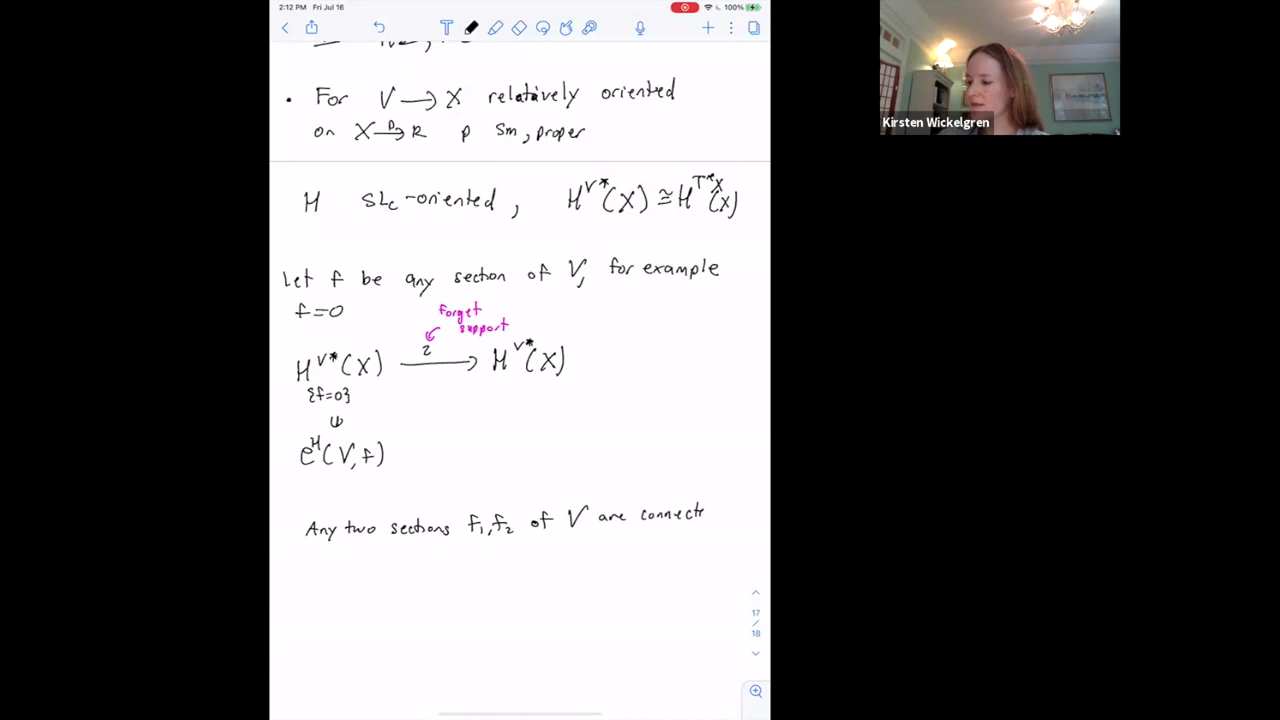 2:12 PM Fri Jul 16
100%
· For V → X relatively oriented
on X →p R p sm, proper
H SLc-oriented, H^V*(X) ≅ H^T*X(X)
Let f be any section of V, for example
f=0
forget
support
H^V*_{f=0}(X) → H^V*(X)
e^H(V,f)
Any two sections f₁,f₂ of V are connect
17
/
18
Kirsten Wickelgren